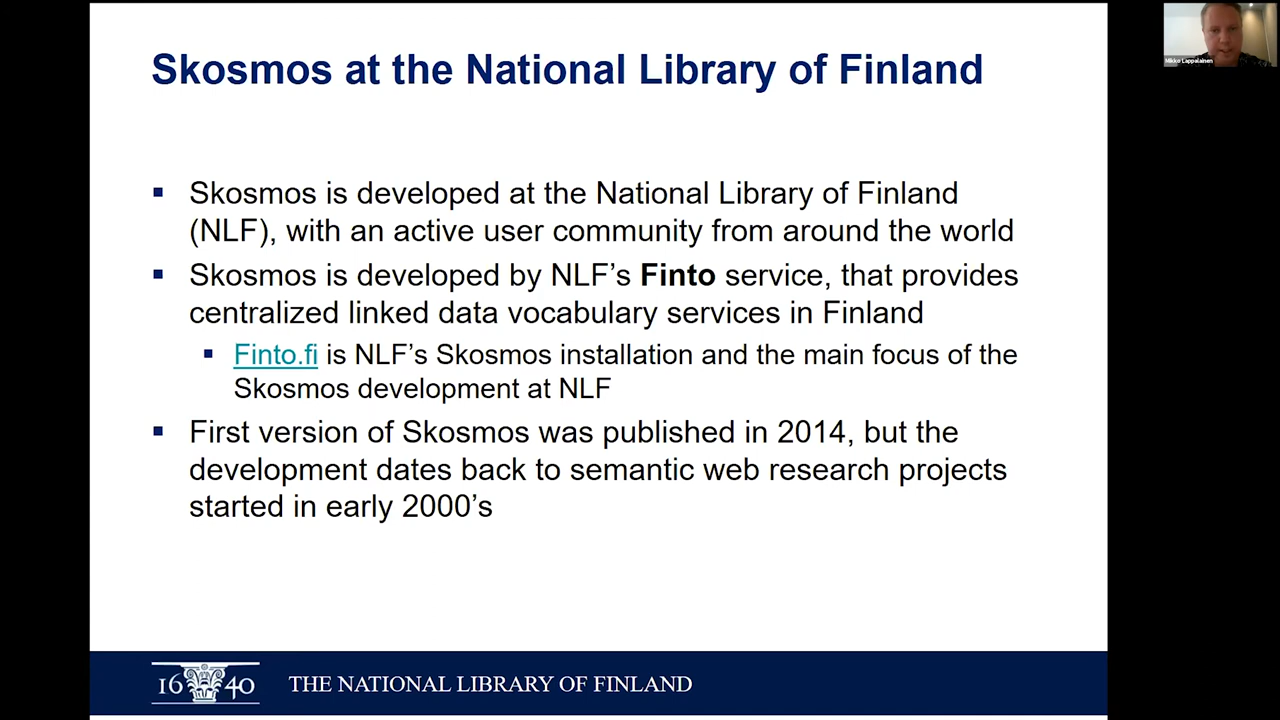 Skosmos at the National Library of Finland
Mikko Lappalainen
▪ Skosmos is developed at the National Library of Finland
(NLF), with an active user community from around the world
▪ Skosmos is developed by NLF’s Finto service, that provides
centralized linked data vocabulary services in Finland
▪ Finto.fi is NLF’s Skosmos installation and the main focus of the
Skosmos development at NLF
▪ First version of Skosmos was published in 2014, but the
development dates back to semantic web research projects
started in early 2000’s
16 40 THE NATIONAL LIBRARY OF FINLAND